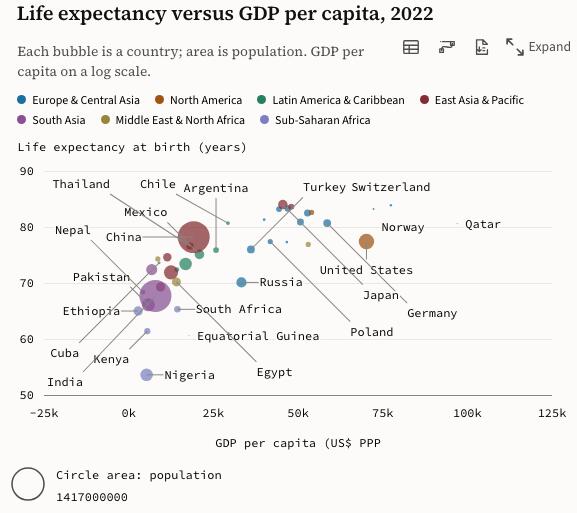 Life expectancy versus GDP per capita, 2022
Each bubble is a country; area is population. GDP per
capita on a log scale.
Expand
Europe & Central Asia
North America
Latin America & Caribbean
East Asia & Pacific
South Asia
Middle East & North Africa
Sub-Saharan Africa
Life expectancy at birth (years)
90
Thailand
Chile
Argentina
Turkey
Switzerland
Mexico
80
Nepal
China
Norway
Qatar
United States
70
Pakistan
Russia
Japan
Ethiopia
South Africa
Germany
60
Equatorial Guinea
Poland
Cuba
Kenya
India
Nigeria
Egypt
50
−25k
0k
25k
50k
75k
100k
125k
GDP per capita (US$ PPP
Circle area: population
1417000000